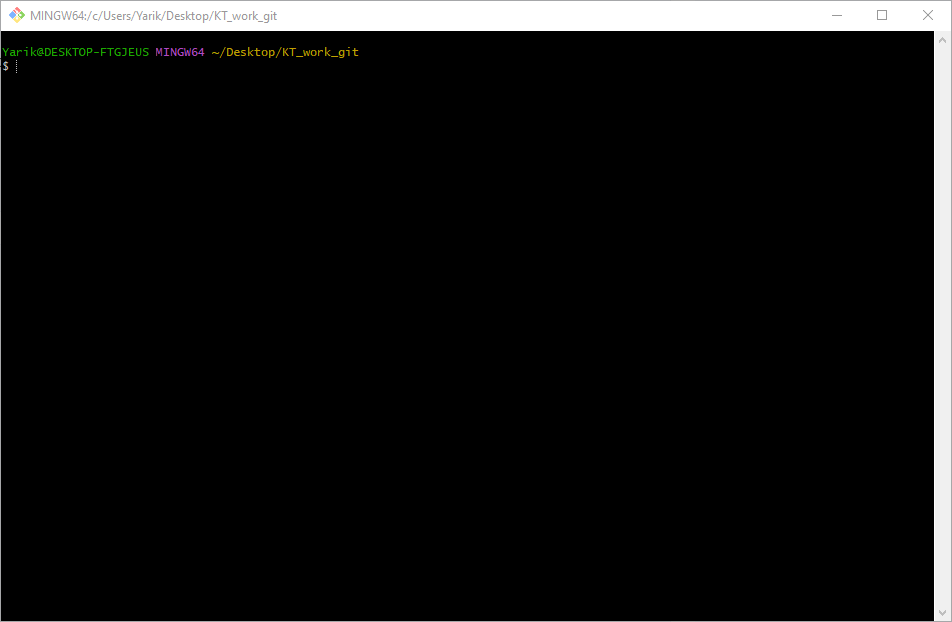 MINGW64:/c/Users/Yarik/Desktop/KT_work_git
Yarik@DESKTOP-FTGJEUS MINGW64 ~/Desktop/KT_work_git
$